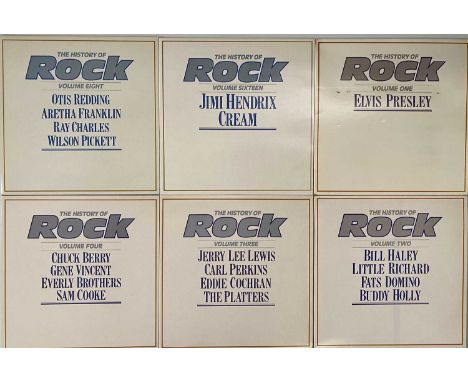 THE HISTORY OF
ROCK
VOLUME EIGHT
OTIS REDDING
ARETHA FRANKLIN
RAY CHARLES
WILSON PICKETT
THE HISTORY OF
ROCK
VOLUME SIXTEEN
JIMI HENDRIX
CREAM
THE HISTORY OF
ROCK
VOLUME ONE
ELVIS PRESLEY
THE HISTORY OF
ROCK
VOLUME FOUR
CHUCK BERRY
GENE VINCENT
EVERLY BROTHERS
SAM COOKE
THE HISTORY OF
ROCK
VOLUME THREE
JERRY LEE LEWIS
CARL PERKINS
EDDIE COCHRAN
THE PLATTERS
THE HISTORY OF
ROCK
VOLUME TWO
BILL HALEY
LITTLE RICHARD
FATS DOMINO
BUDDY HOLLY